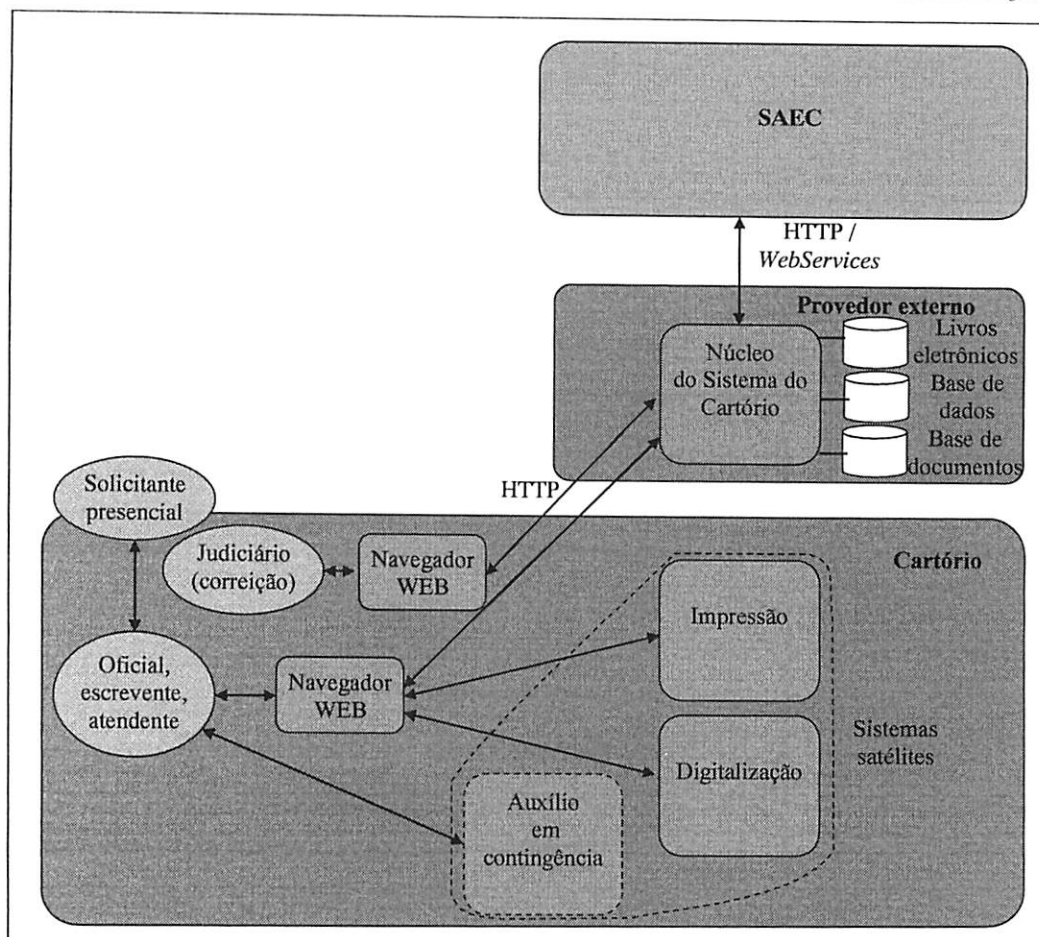 SAEC
HTTP /
WebServices
Provedor externo
Núcleo
do Sistema do
Cartório
Livros
eletrônicos
Base de
dados
Base de
documentos
HTTP
Solicitante
presencial
Judiciário
(correição)
Navegador
WEB
Cartório
Oficial,
escrevente,
atendente
Navegador
WEB
Impressão
Digitalização
Sistemas
satélites
Auxílio
em
contingência